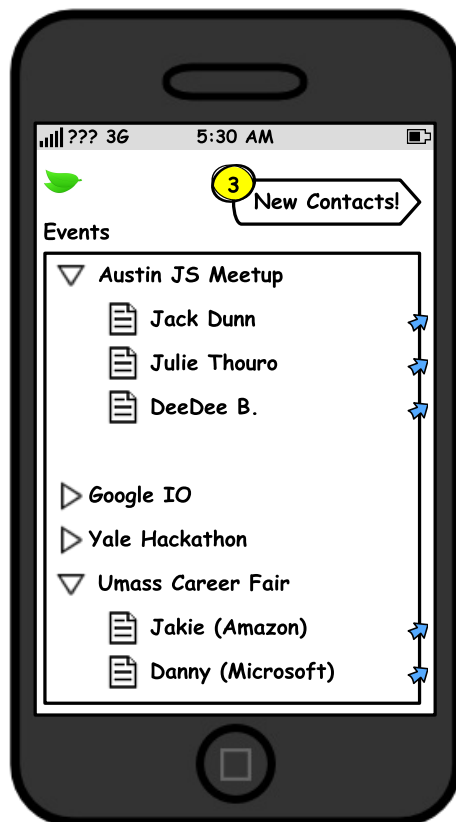 ??? 3G 5:30 AM
3
New Contacts!
Events
Austin JS Meetup
Jack Dunn
Julie Thouro
DeeDee B.
Google IO
Yale Hackathon
Umass Career Fair
Jakie (Amazon)
Danny (Microsoft)